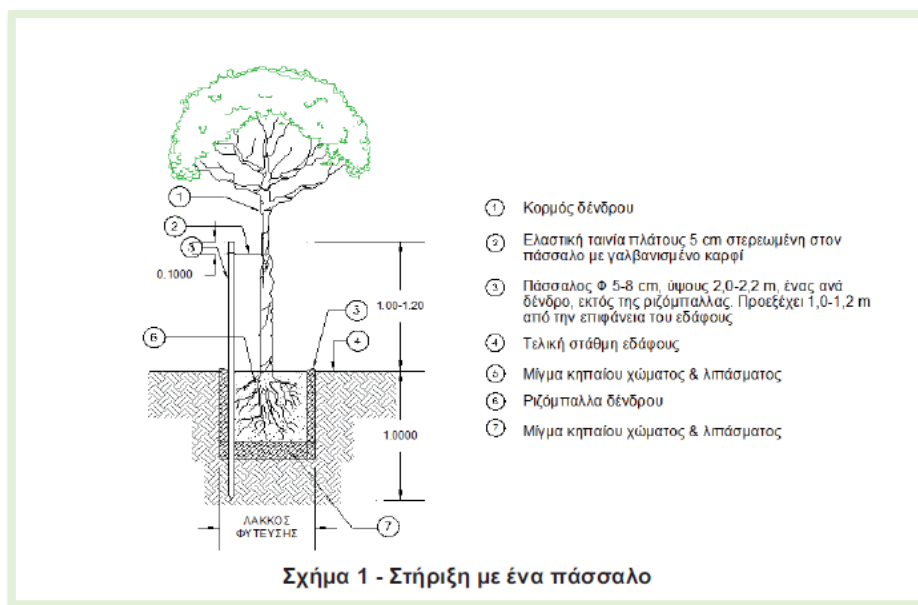 1
2
3
0.1000
1.00-1.20
5
4
6
1.0000
ΛΑΚΚΟΣ
ΦΥΤΕΥΣΗΣ
7
1 Κορμός δένδρου
2 Ελαστική ταινία πλάτους 5 cm στερεωμένη στον
πάσσαλο με γαλβανισμένο καρφί
3 Πάσσαλος Φ 5-8 cm, ύψους 2,0-2,2 m, ένας ανά
δένδρο, εκτός της ριζόμπαλλας. Προεξέχει 1,0-1,2 m
από την επιφάνεια του εδάφους
4 Τελική στάθμη εδάφους
5 Μίγμα κηπαίου χώματος & λιπάσματος
6 Ριζόμπαλλα δένδρου
7 Μίγμα κηπαίου χώματος & λιπάσματος
Σχήμα 1 - Στήριξη με ένα πάσσαλο